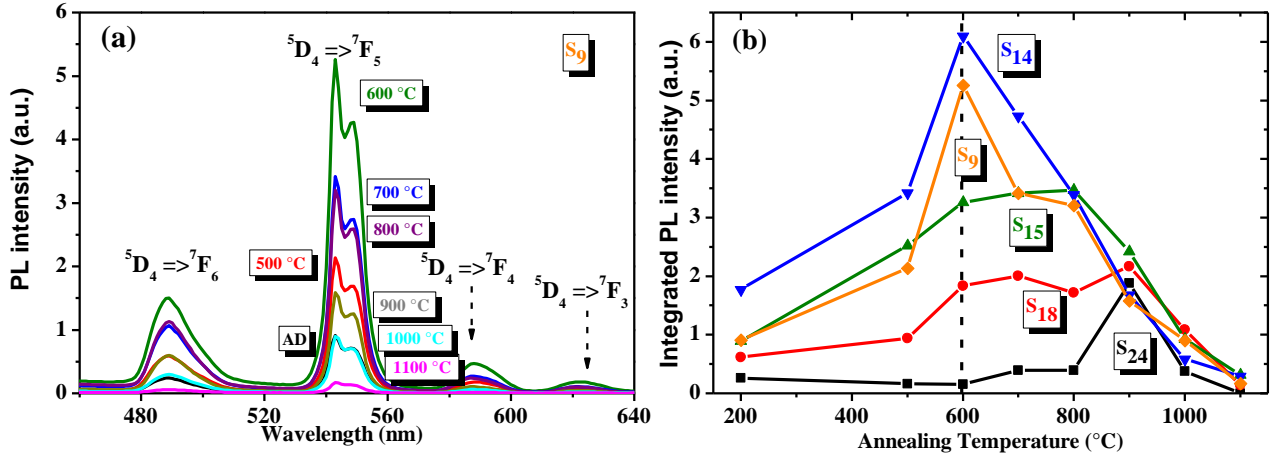 (a)
S9
⁵D₄ =>⁷F₅
600 °C
700 °C
800 °C
⁵D₄ =>⁷F₆
500 °C
⁵D₄ =>⁷F₄
⁵D₄ =>⁷F₃
900 °C
AD
1000 °C
1100 °C
PL intensity (a.u.)
6
5
4
3
2
1
0
480 520 560 600 640
Wavelength (nm)
(b)
S14
S9
S15
S18
S24
Integrated PL intensity (a.u.)
6
5
4
3
2
1
0
200 400 600 800 1000
Annealing Temperature (°C)